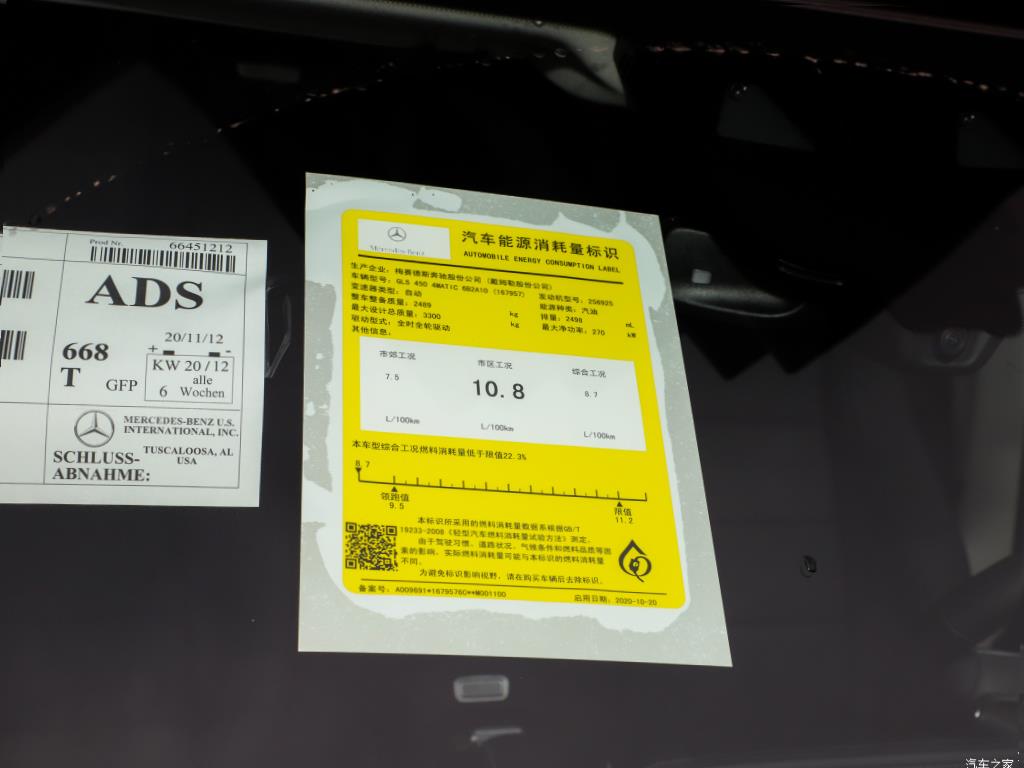 Prod Nr. 66451212
ADS
20/11/12
+ -
668
T GFP
KW 20/12
alle
6 Wochen
MERCEDES-BENZ U.S.
INTERNATIONAL, INC.
TUSCALOOSA, AL
USA
SCHLUSS-
ABNAHME:
Mercedes-Benz
汽车能源消耗量标识
AUTOMOBILE ENERGY CONSUMPTION LABEL
生产企业：梅赛德斯奔驰股份公司（戴姆勒股份公司）
车辆型号：GLS 450 4MATIC 6B2A10 (167957) 发动机型号：256925
变速器类型：自动 能源种类：汽油
整车整备质量：2489 kg 排量：2498 mL
最大设计总质量：3300 kg 最大净功率：270 kW
驱动型式：全时全轮驱动
其他信息：
市郊工况 市区工况 综合工况
7.5 10.8 8.7
L/100km L/100km L/100km
本车型综合工况燃料消耗量低于限值22.3%
8.7
领跑值 限值
9.5 11.2
本标识所采用的燃料消耗量数据系根据GB/T
19233-2008《轻型汽车燃料消耗量试验方法》测定。
由于驾驶习惯、道路状况、气候条件和燃料品质等因
素的影响，实际燃料消耗量可能与本标识的燃料消耗量
不同。
为避免标识影响视野，请在购买车辆后去除标识。
备案号：A009691*1679576C**M001100 启用日期：2020-10-20
汽车之家